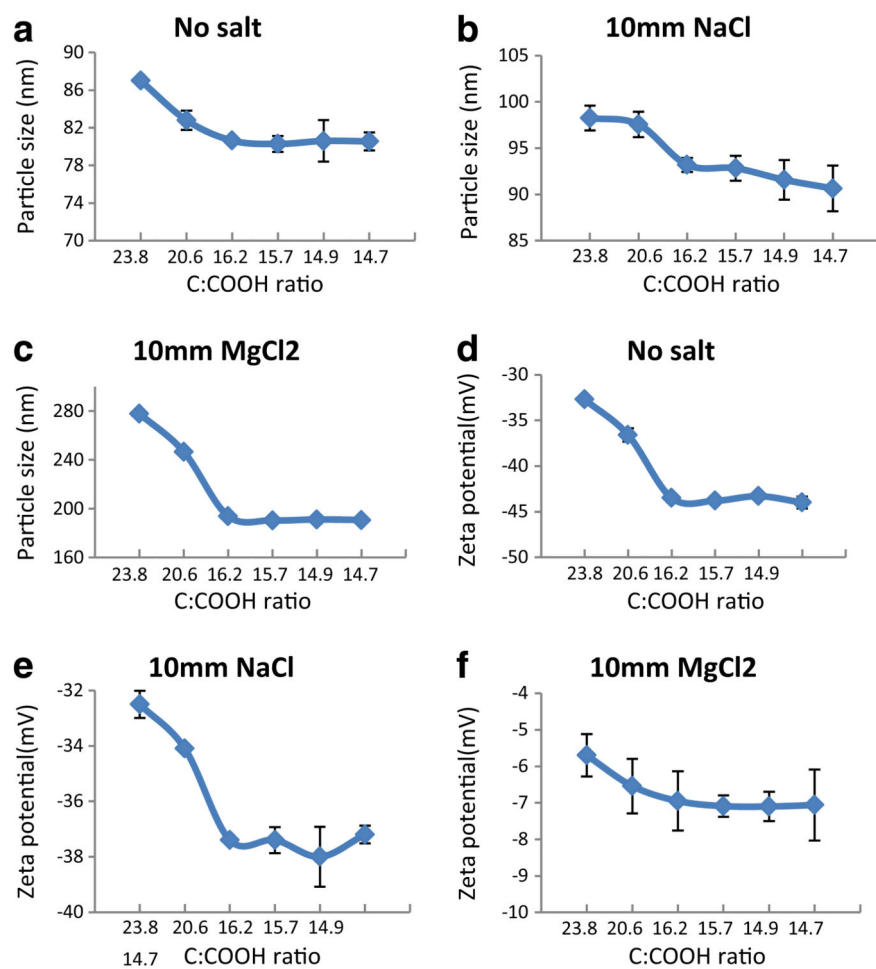 a No salt
Particle size (nm)
90
86
82
78
74
70
23.8 20.6 16.2 15.7 14.9 14.7
C:COOH ratio
b 10mm NaCl
Particle size (nm)
105
100
95
90
85
23.8 20.6 16.2 15.7 14.9 14.7
C:COOH ratio
c 10mm MgCl2
Particle size (nm)
280
240
200
160
23.8 20.6 16.2 15.7 14.9 14.7
C:COOH ratio
d No salt
Zeta potential(mV)
-30
-35
-40
-45
-50
23.8 20.6 16.2 15.7 14.9
C:COOH ratio
e 10mm NaCl
Zeta potential(mV)
-32
-34
-36
-38
-40
23.8 20.6 16.2 15.7 14.9
14.7 C:COOH ratio
f 10mm MgCl2
Zeta potential(mV)
-4
-5
-6
-7
-8
-9
-10
23.8 20.6 16.2 15.7 14.9 14.7
C:COOH ratio